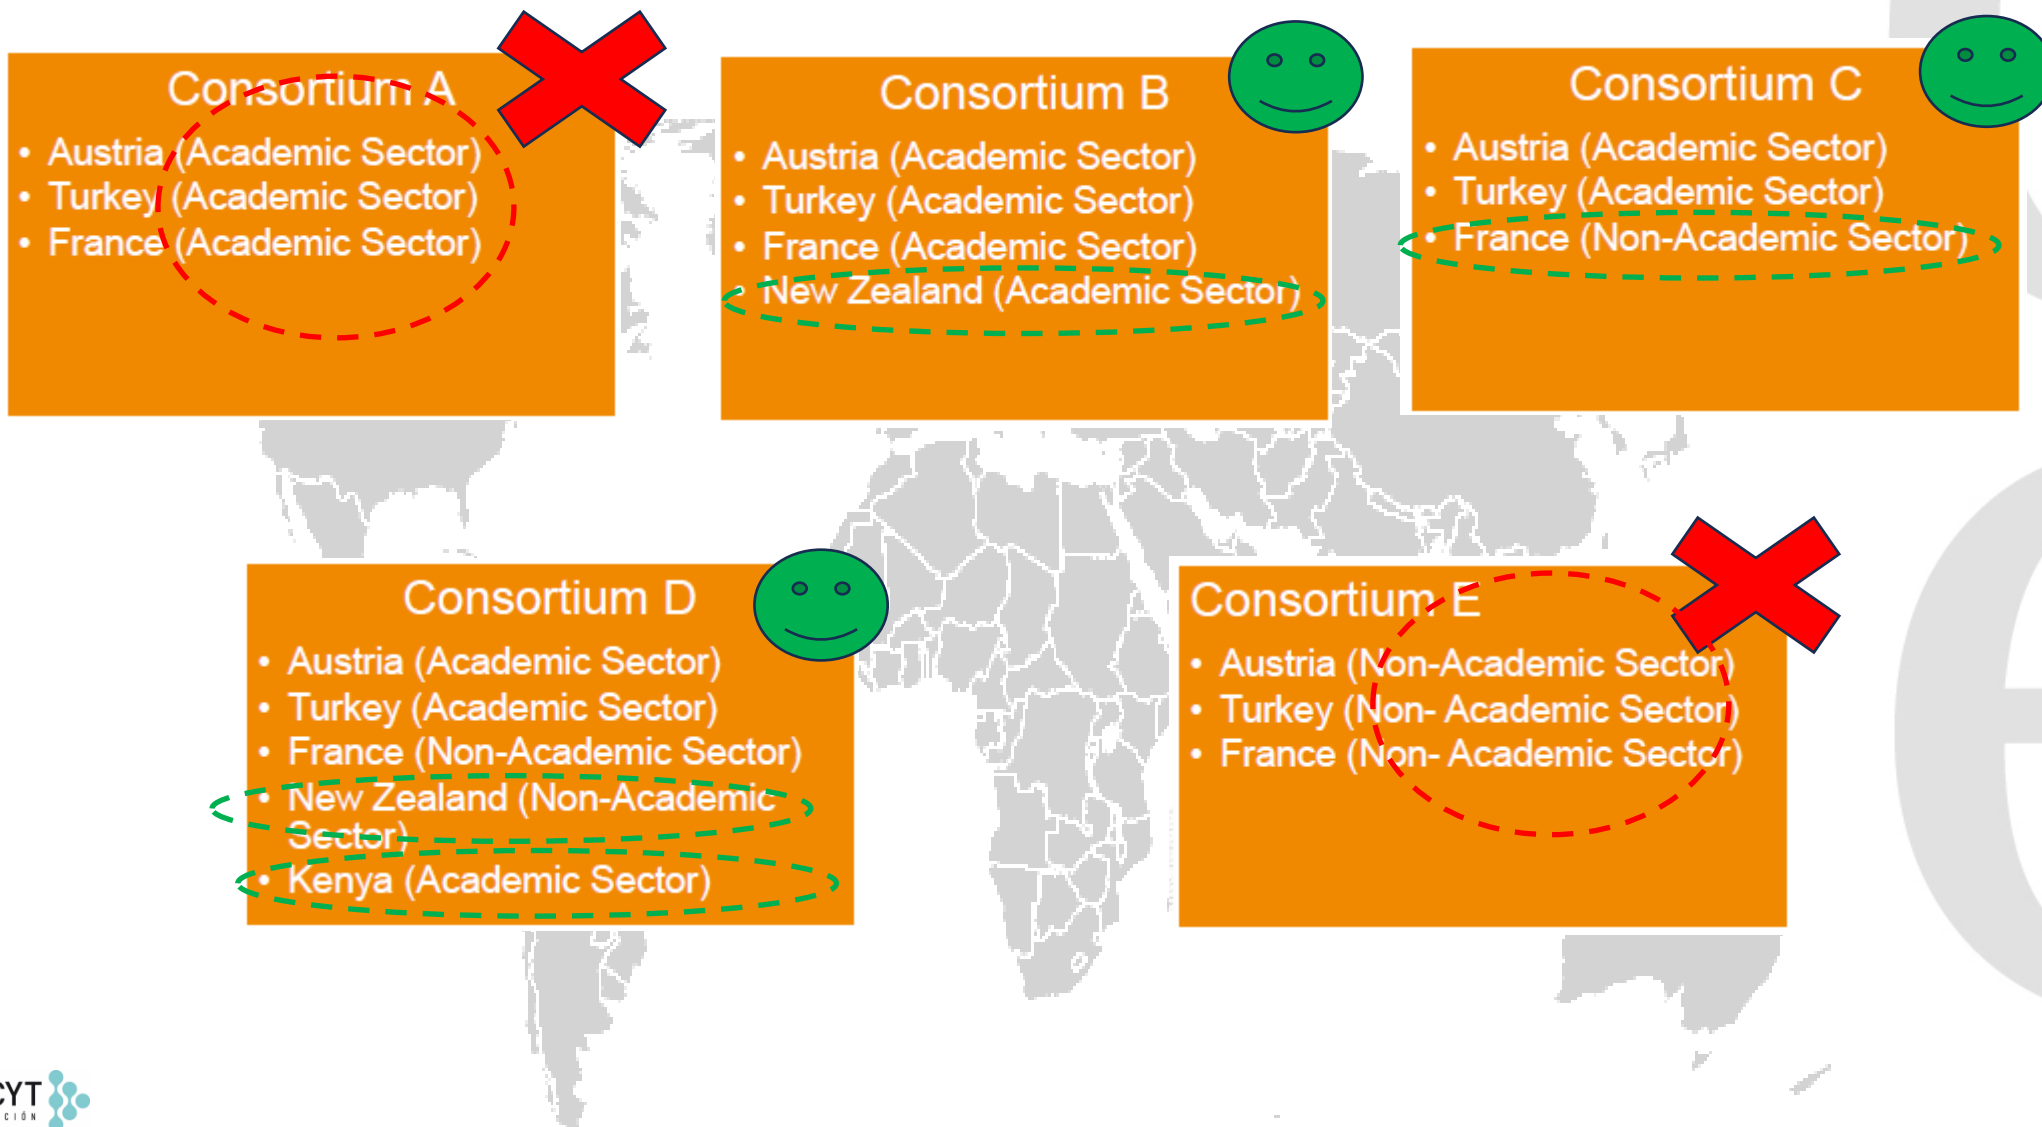 Consortium A
• Austria (Academic Sector)
• Turkey (Academic Sector)
• France (Academic Sector)
Consortium B
• Austria (Academic Sector)
• Turkey (Academic Sector)
• France (Academic Sector)
• New Zealand (Academic Sector)
Consortium C
• Austria (Academic Sector)
• Turkey (Academic Sector)
• France (Non-Academic Sector)
Consortium D
• Austria (Academic Sector)
• Turkey (Academic Sector)
• France (Non-Academic Sector)
• New Zealand (Non-Academic
Sector)
• Kenya (Academic Sector)
Consortium E
• Austria (Non-Academic Sector)
• Turkey (Non- Academic Sector)
• France (Non- Academic Sector)